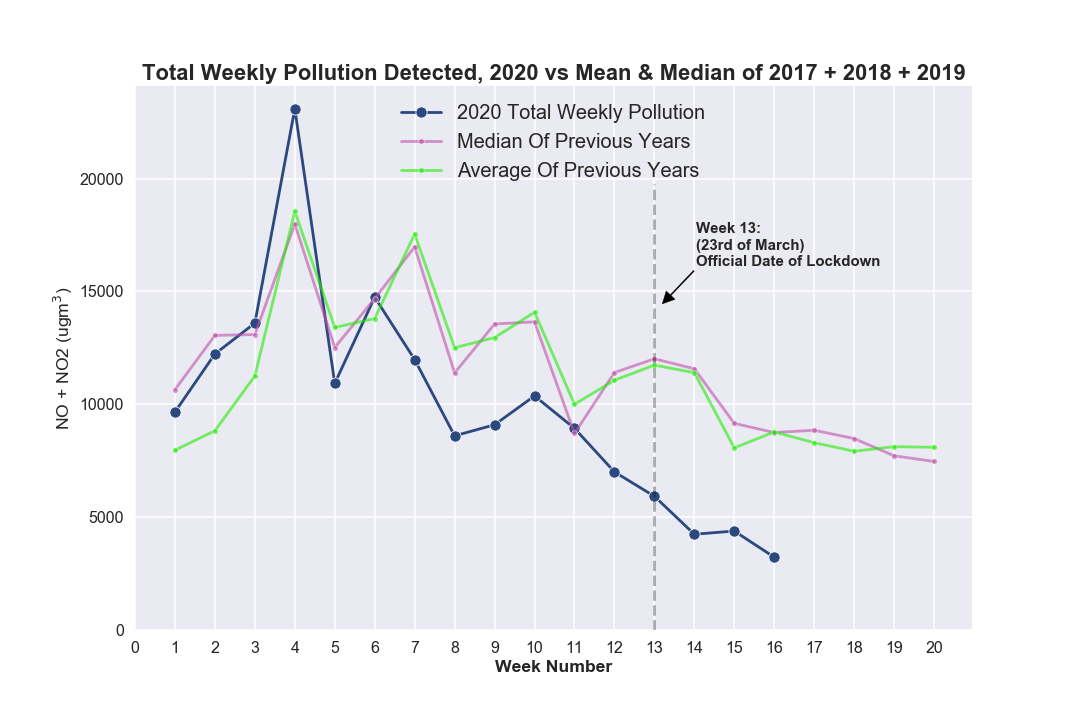 Total Weekly Pollution Detected, 2020 vs Mean & Median of 2017 + 2018 + 2019
2020 Total Weekly Pollution
Median Of Previous Years
Average Of Previous Years
20000
15000
10000
5000
0
NO + NO2 (ugm³)
Week 13:
(23rd of March)
Official Date of Lockdown
0 1 2 3 4 5 6 7 8 9 10 11 12 13 14 15 16 17 18 19 20
Week Number